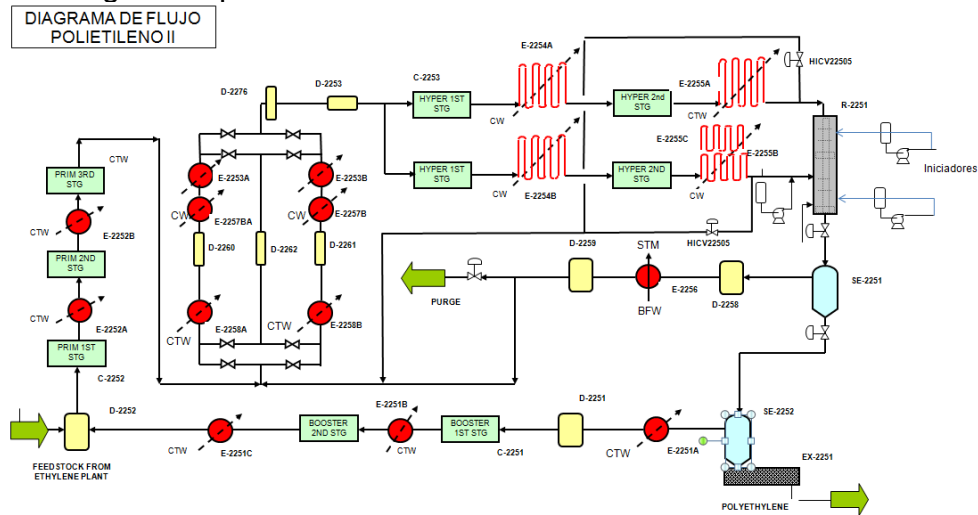 DIAGRAMA DE FLUJO
POLIETILENO II
E-2254A
HICV22505
C-2253
D-2276
D-2253
E-2255A
HYPER 1ST
STG
HYPER 2nd
STG
R-2251
CW
CTW
E-2255C
E-2255B
CTW
PRIM 3RD
STG
E-2253A
E-2253B
HYPER 1ST
STG
HYPER 2ND
STG
Iniciadores
CW
E-2254B
CW
E-2257BA
CW
E-2257B
CTW
E-2252B
D-2260
D-2262
D-2261
D-2259
STM
HICV22505
PRIM 2ND
STG
SE-2251
PURGE
E-2256
D-2258
BFW
CTW
E-2252A
CTW
E-2258A
CTW
E-2258B
PRIM 1ST
STG
C-2252
D-2252
E-2251B
D-2251
SE-2252
BOOSTER
2ND STG
BOOSTER
1ST STG
CTW
E-2251C
CTW
C-2251
CTW
E-2251A
EX-2251
FEEDSTOCK FROM
ETHYLENE PLANT
POLYETHYLENE